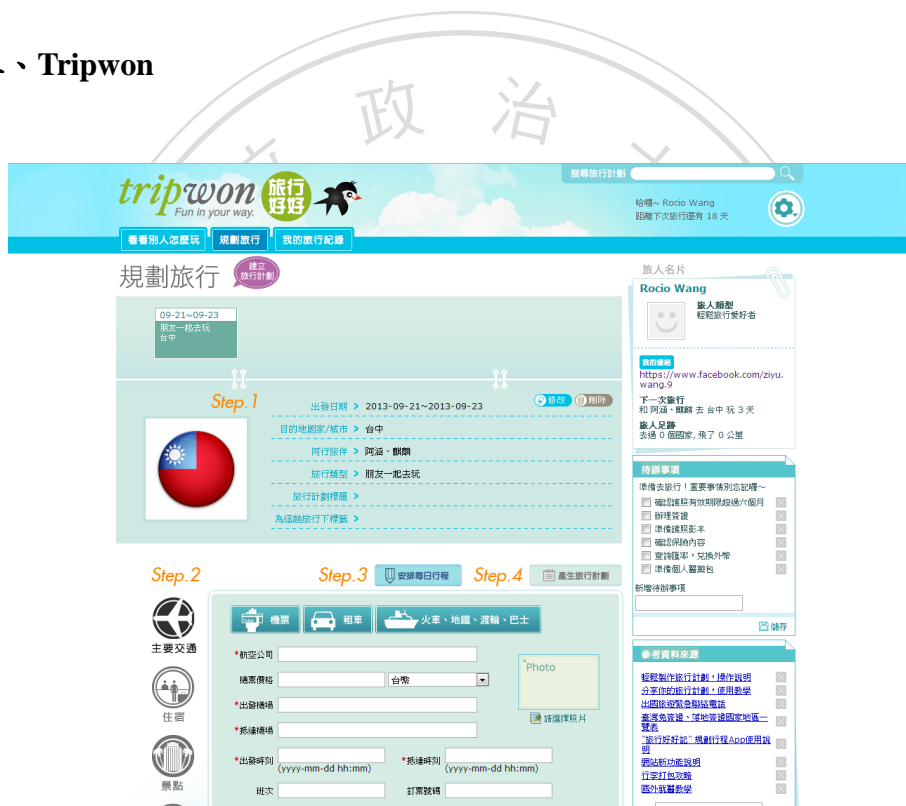 、Tripwon
政 治
tripwon 旅行好好
Fun in your way.
搜尋旅行計劃
哈囉~ Rocio Wang
距離下次旅行還有 18 天
看看別人怎麼玩 規劃旅行 我的旅行紀錄
規劃旅行 建立旅行計劃
09-21~09-23
朋友一起去玩
台中
Step.1
出發日期 > 2013-09-21~2013-09-23
修改 刪除
目的地國家/城市 > 台中
同行旅伴 > 阿涵、麒麟
旅行類型 > 朋友一起去玩
旅行計劃標題 >
為這趟旅行下標籤 >
Step.2
主要交通
住宿
景點
Step.3 安排每日行程 Step.4 產生旅行計劃
機票 租車 火車、地鐵、渡輪、巴士
*航空公司
機票價格 台幣
*出發機場
*抵達機場
Photo
請選擇照片
*出發時刻 (yyyy-mm-dd hh:mm) *抵達時刻 (yyyy-mm-dd hh:mm)
班次 訂票號碼
旅人名片
Rocio Wang
旅人類型
輕鬆旅行愛好者
我的連結
https://www.facebook.com/ziyu.
wang.9
下一次旅行
和 阿涵、麒麟 去 台中 玩 3 天
旅人足跡
去過 0 個國家, 飛了 0 公里
待辦事項
準備去旅行！重要事情別忘記囉~
確認護照有效期限超過六個月
辦理簽證
準備護照影本
確認保險內容
查詢匯率，兌換外幣
準備個人醫藥包
新增待辦事項
儲存
參考資料來源
輕鬆製作旅行計劃，操作說明
分享你的旅行計劃，使用教學
出國旅遊緊急聯絡電話
臺灣免簽證、落地簽證國家地區一
覽表
"旅行好好記" 規劃行程App使用說
明
網站新功能說明
行李打包攻略
國外就醫教學